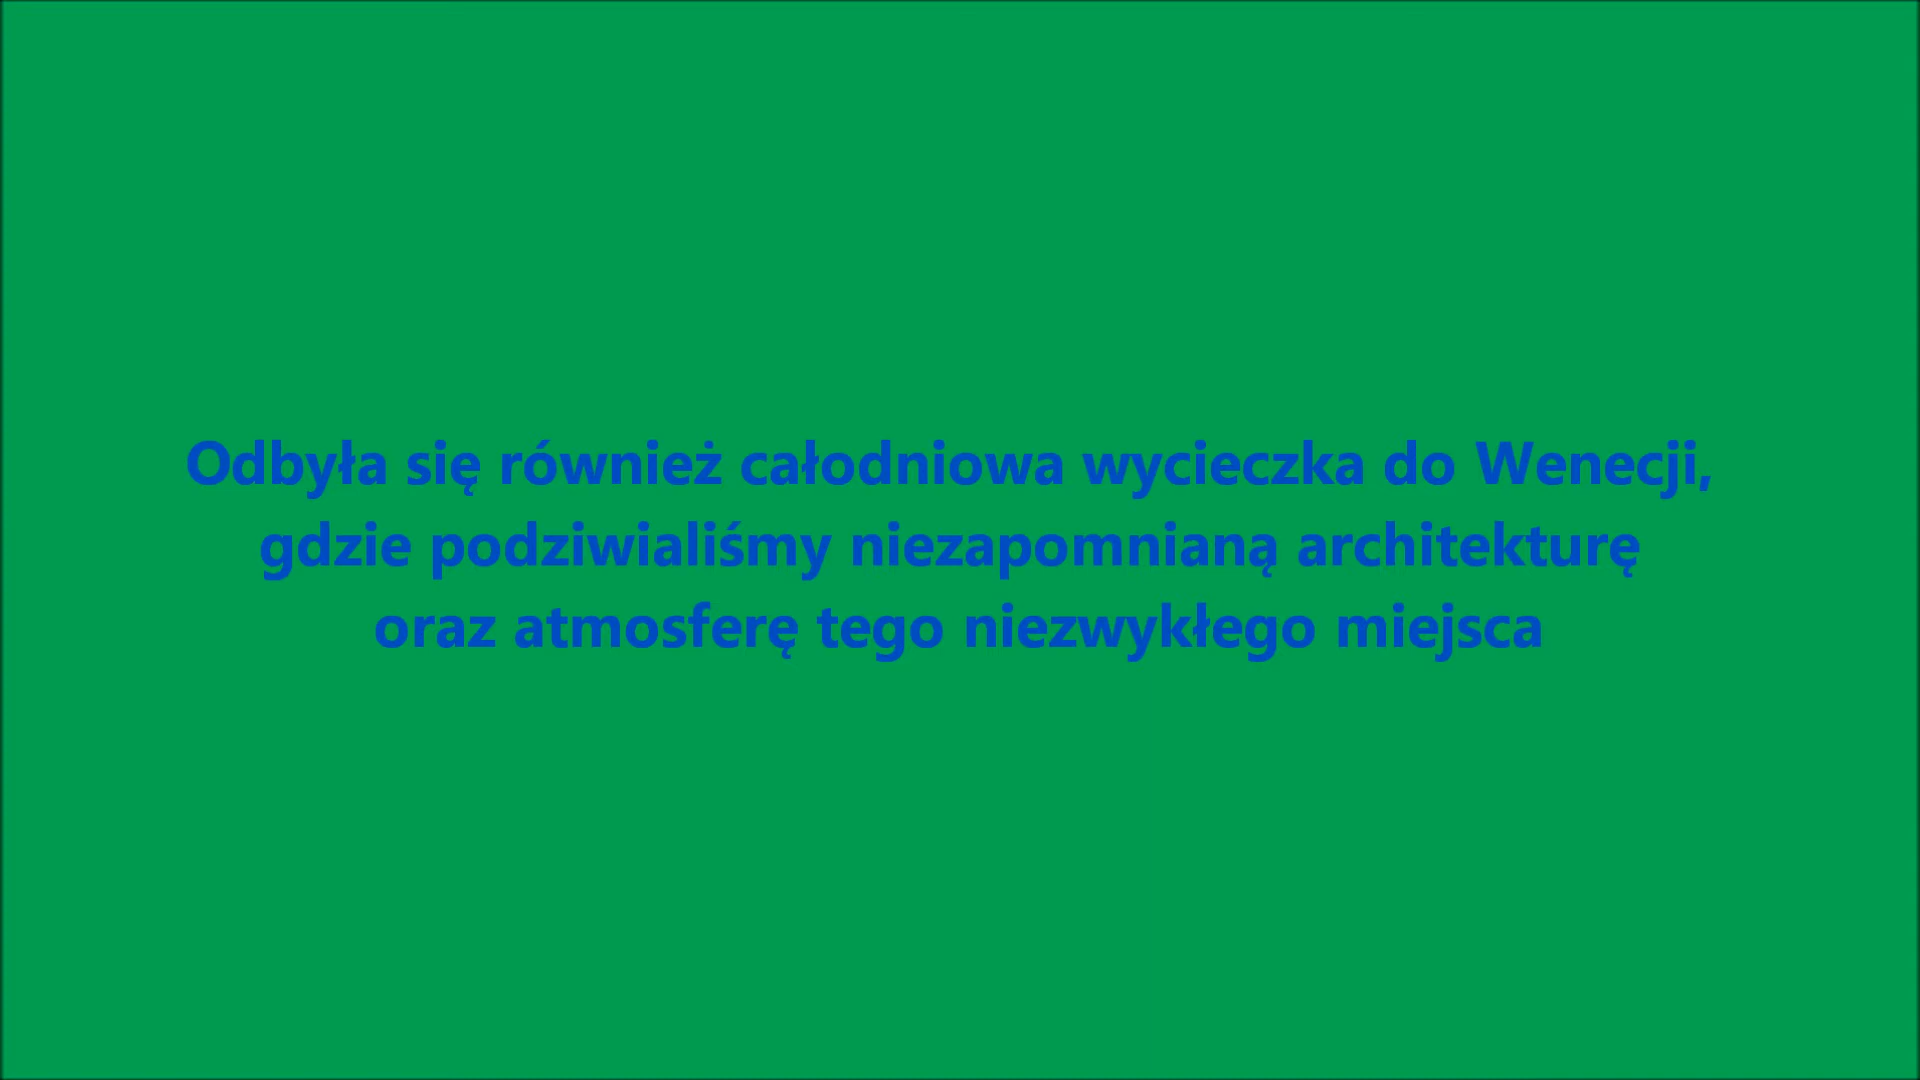 Odbyła się również całodniowa wycieczka do Wenecji,
gdzie podziwialiśmy niezapomnianą architekturę
oraz atmosferę tego niezwykłego miejsca